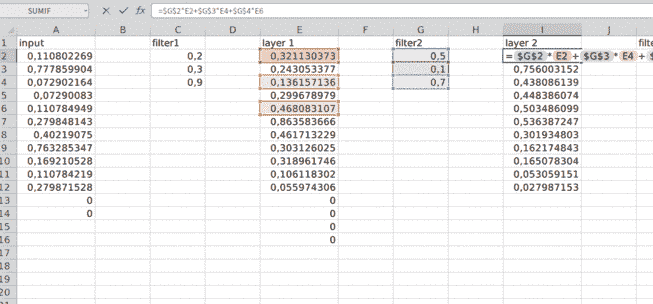 SUMIF =$G$2*E2+$G$3*E4+$G$4*E6
A B C D E F G H I J
1 input filter1 layer 1 filter2 layer 2 filte
2 0,110802269 0,2 0,321130373 0,5 = $G$2 * E2 + $G$3 * E4 + $
3 0,777859904 0,3 0,243053377 0,1 0,756003152
4 0,072902164 0,9 0,136157136 0,7 0,438086139
5 0,07290083 0,299678979 0,448386074
6 0,110784949 0,468083107 0,503486099
7 0,279848143 0,863583666 0,536387247
8 0,40219075 0,461713229 0,301934803
9 0,763285347 0,303126025 0,162174843
10 0,169210528 0,318961746 0,165078304
11 0,110784219 0,106118302 0,053059151
12 0,279871528 0,055974306 0,027987153
13 0 0
14 0 0
15 0
16 0
17
18
19
20